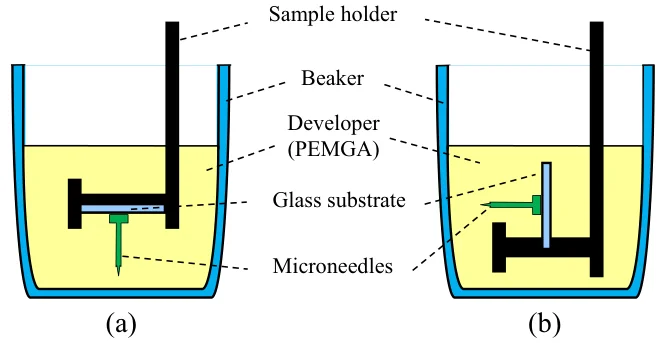 Sample holder
Beaker
Developer
(PEMGA)
Glass substrate
Microneedles
(a)
(b)